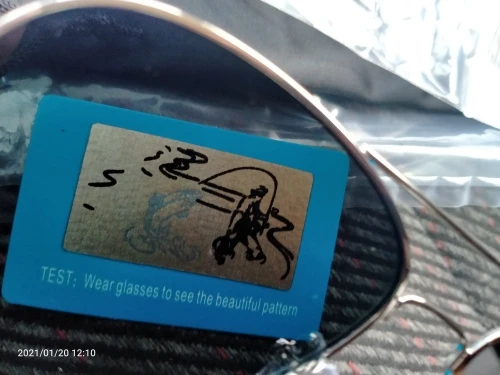 TEST: Wear glasses to see the beautiful pattern
2021/01/20 12:10